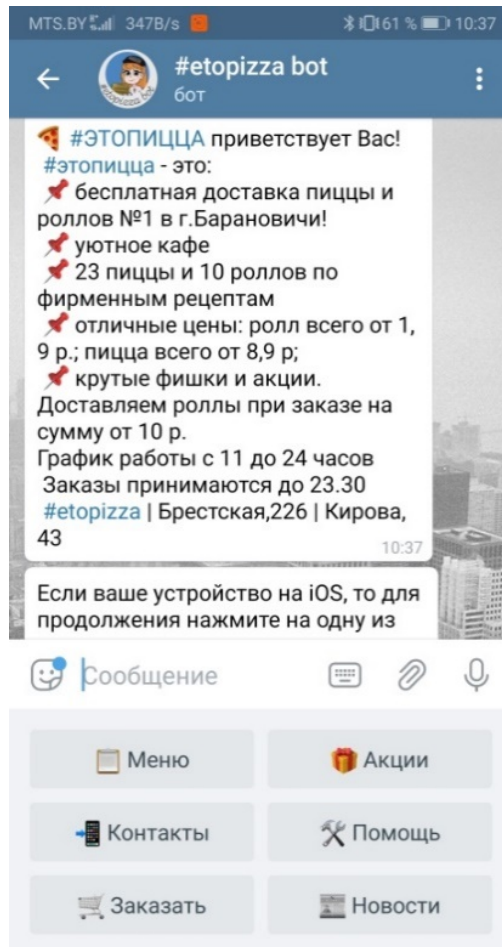 MTS.BY 347B/s 61 % 10:37
#etopizza bot
бот
#ЭТОПИЦЦА приветствует Вас!
#этопицца - это:
бесплатная доставка пиццы и
роллов №1 в г.Барановичи!
уютное кафе
23 пиццы и 10 роллов по
фирменным рецептам
отличные цены: ролл всего от 1,
9 р.; пицца всего от 8,9 р;
крутые фишки и акции.
Доставляем роллы при заказе на
сумму от 10 р.
График работы с 11 до 24 часов
Заказы принимаются до 23.30
#etopizza | Брестская,226 | Кирова,
43
10:37
Если ваше устройство на iOS, то для
продолжения нажмите на одну из
Сообщение
Меню
Акции
Контакты
Помощь
Заказать
Новости